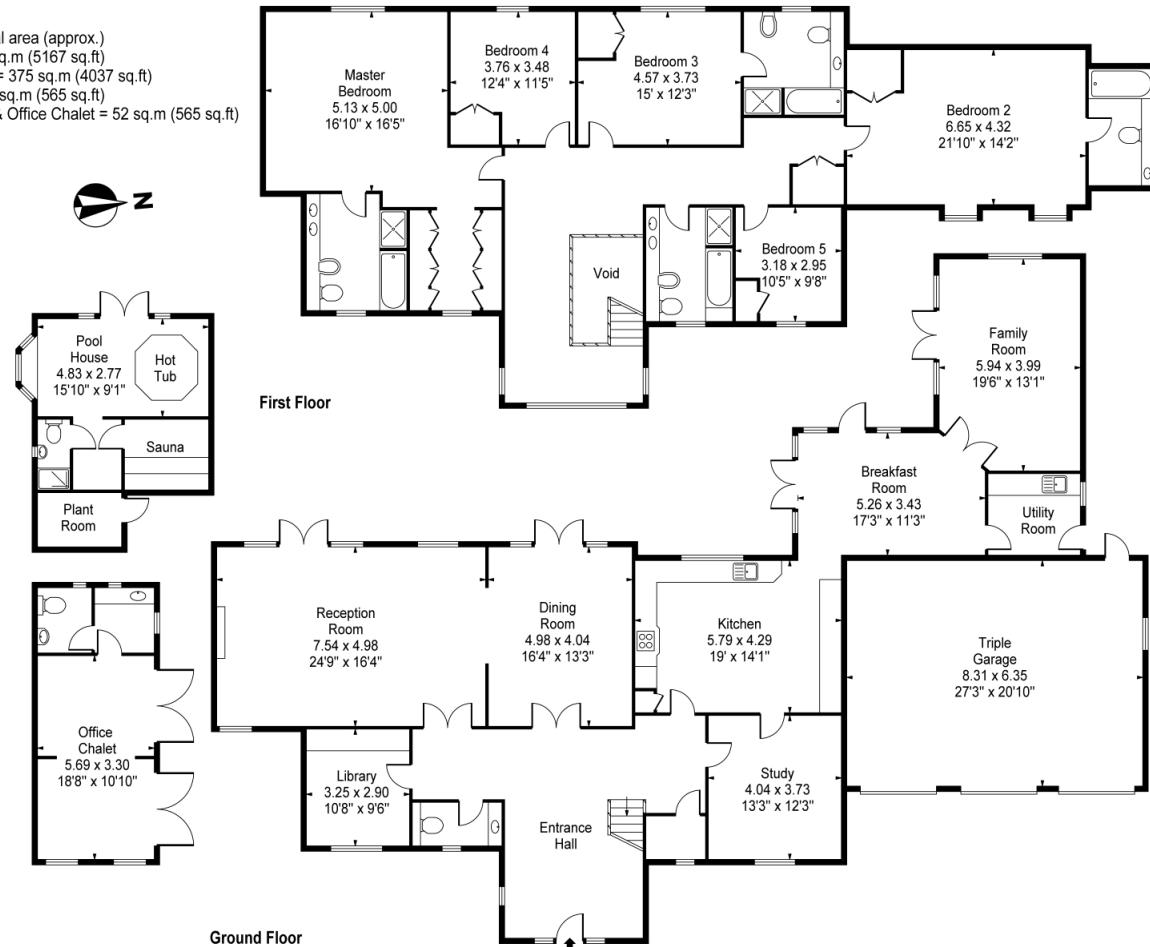 al area (approx.)
sq.m (5167 sq.ft)
= 375 sq.m (4037 sq.ft)
sq.m (565 sq.ft)
& Office Chalet = 52 sq.m (565 sq.ft)
N
Master
Bedroom
5.13 x 5.00
16'10" x 16'5"
Bedroom 4
3.76 x 3.48
12'4" x 11'5"
Bedroom 3
4.57 x 3.73
15' x 12'3"
Bedroom 2
6.65 x 4.32
21'10" x 14'2"
Bedroom 5
3.18 x 2.95
10'5" x 9'8"
Void
First Floor
Pool
House
4.83 x 2.77
15'10" x 9'1"
Hot
Tub
Sauna
Plant
Room
Family
Room
5.94 x 3.99
19'6" x 13'1"
Breakfast
Room
5.26 x 3.43
17'3" x 11'3"
Utility
Room
Reception
Room
7.54 x 4.98
24'9" x 16'4"
Dining
Room
4.98 x 4.04
16'4" x 13'3"
Kitchen
5.79 x 4.29
19' x 14'1"
Triple
Garage
8.31 x 6.35
27'3" x 20'10"
Office
Chalet
5.69 x 3.30
18'8" x 10'10"
Library
3.25 x 2.90
10'8" x 9'6"
Study
4.04 x 3.73
13'3" x 12'3"
Entrance
Hall
Ground Floor